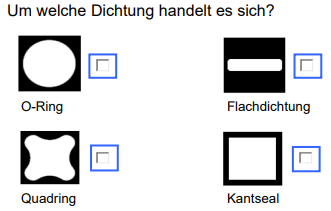 Um welche Dichtung handelt es sich?
O-Ring
Flachdichtung
Quadring
Kantseal